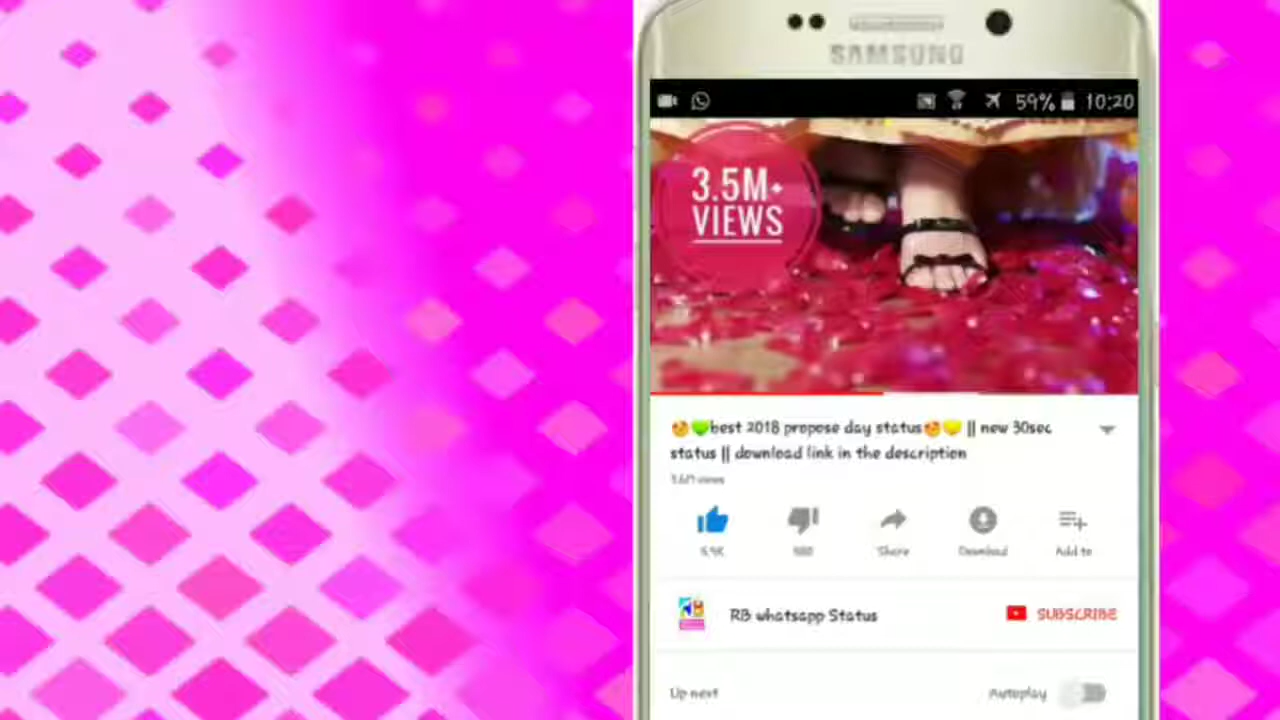 SAMSUNG
59% 10:20
3.5M+
VIEWS
🥰💚best 2018 propose day status🥰💛 || new 30sec
status || download link in the description
views
Share Download Add to
RB whatsapp Status SUBSCRIBE
Up next Autoplay